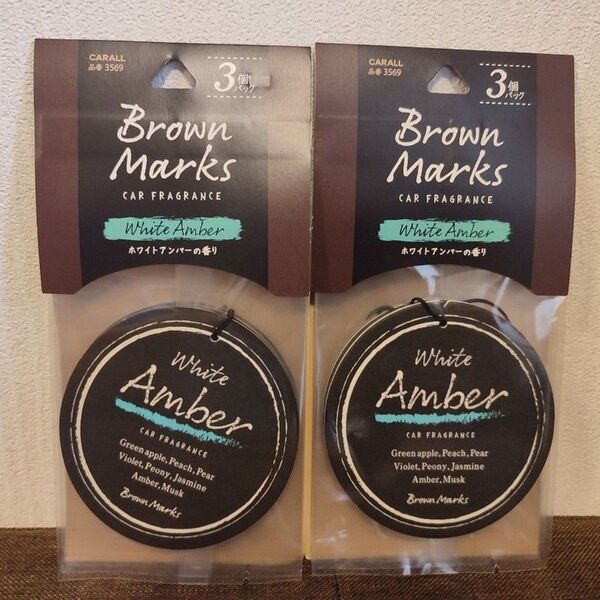 CARALL
品番 3569
3個
パック
Brown
Marks
CAR FRAGRANCE
White Amber
ホワイトアンバーの香り
White
Amber
CAR FRAGRANCE
Green apple, Peach, Pear
Violet, Peony, Jasmine
Amber, Musk
Brown Marks
CARALL
品番 3569
3個
パック
Brown
Marks
CAR FRAGRANCE
White Amber
ホワイトアンバーの香り
White
Amber
CAR FRAGRANCE
Green apple, Peach, Pear
Violet, Peony, Jasmine
Amber, Musk
Brown Marks